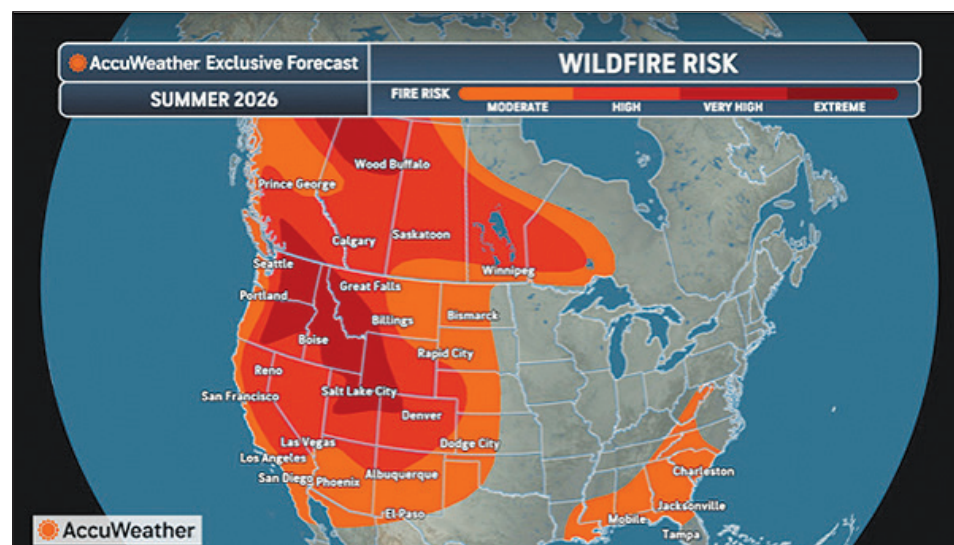 AccuWeather Exclusive Forecast
WILDFIRE RISK
SUMMER 2026
FIRE RISK
MODERATE HIGH VERY HIGH EXTREME
Wood Buffalo
Prince George
Calgary
Saskatoon
Winnipeg
Seattle
Great Falls
Portland
Billings
Bismarck
Boise
Rapid City
Reno
Salt Lake City
San Francisco
Denver
Las Vegas
Dodge City
Los Angeles
Albuquerque
San Diego
Phoenix
El Paso
Charleston
Jacksonville
Mobile
Tampa
AccuWeather